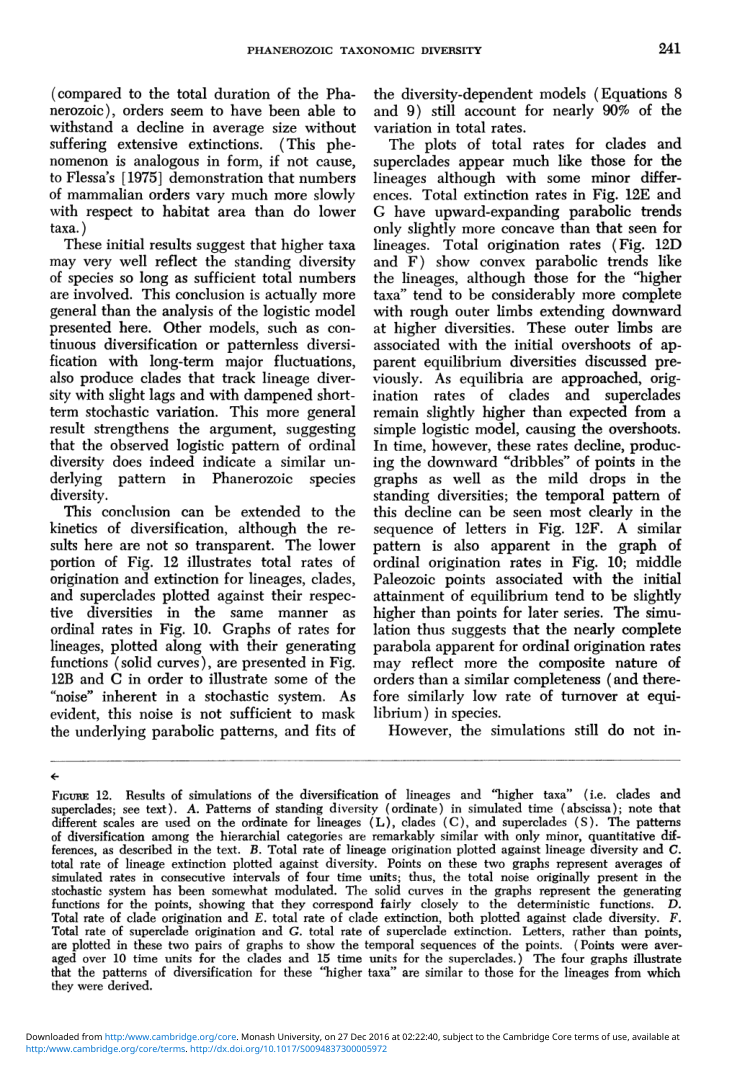 PHANEROZOIC TAXONOMIC DIVERSITY 241
(compared to the total duration of the Pha-
nerozoic), orders seem to have been able to
withstand a decline in average size without
suffering extensive extinctions. (This phe-
nomenon is analogous in form, if not cause,
to Flessa's [1975] demonstration that numbers
of mammalian orders vary much more slowly
with respect to habitat area than do lower
taxa.)
These initial results suggest that higher taxa
may very well reflect the standing diversity
of species so long as sufficient total numbers
are involved. This conclusion is actually more
general than the analysis of the logistic model
presented here. Other models, such as con-
tinuous diversification or patternless diversi-
fication with long-term major fluctuations,
also produce clades that track lineage diver-
sity with slight lags and with dampened short-
term stochastic variation. This more general
result strengthens the argument, suggesting
that the observed logistic pattern of ordinal
diversity does indeed indicate a similar un-
derlying pattern in Phanerozoic species
diversity.
This conclusion can be extended to the
kinetics of diversification, although the re-
sults here are not so transparent. The lower
portion of Fig. 12 illustrates total rates of
origination and extinction for lineages, clades,
and superclades plotted against their respec-
tive diversities in the same manner as
ordinal rates in Fig. 10. Graphs of rates for
lineages, plotted along with their generating
functions (solid curves), are presented in Fig.
12B and C in order to illustrate some of the
"noise" inherent in a stochastic system. As
evident, this noise is not sufficient to mask
the underlying parabolic patterns, and fits of
the diversity-dependent models (Equations 8
and 9) still account for nearly 90% of the
variation in total rates.
The plots of total rates for clades and
superclades appear much like those for the
lineages although with some minor differ-
ences. Total extinction rates in Fig. 12E and
G have upward-expanding parabolic trends
only slightly more concave than that seen for
lineages. Total origination rates (Fig. 12D
and F) show convex parabolic trends like
the lineages, although those for the "higher
taxa" tend to be considerably more complete
with rough outer limbs extending downward
at higher diversities. These outer limbs are
associated with the initial overshoots of ap-
parent equilibrium diversities discussed pre-
viously. As equilibria are approached, orig-
ination rates of clades and superclades
remain slightly higher than expected from a
simple logistic model, causing the overshoots.
In time, however, these rates decline, produc-
ing the downward "dribbles" of points in the
graphs as well as the mild drops in the
standing diversities; the temporal pattern of
this decline can be seen most clearly in the
sequence of letters in Fig. 12F. A similar
pattern is also apparent in the graph of
ordinal origination rates in Fig. 10; middle
Paleozoic points associated with the initial
attainment of equilibrium tend to be slightly
higher than points for later series. The simu-
lation thus suggests that the nearly complete
parabola apparent for ordinal origination rates
may reflect more the composite nature of
orders than a similar completeness (and there-
fore similarly low rate of turnover at equi-
librium) in species.
However, the simulations still do not in-
←
FIGURE 12. Results of simulations of the diversification of lineages and "higher taxa" (i.e. clades and
superclades; see text). A. Patterns of standing diversity (ordinate) in simulated time (abscissa); note that
different scales are used on the ordinate for lineages (L), clades (C), and superclades (S). The patterns
of diversification among the hierarchial categories are remarkably similar with only minor, quantitative dif-
ferences, as described in the text. B. Total rate of lineage origination plotted against lineage diversity and C.
total rate of lineage extinction plotted against diversity. Points on these two graphs represent averages of
simulated rates in consecutive intervals of four time units; thus, the total noise originally present in the
stochastic system has been somewhat modulated. The solid curves in the graphs represent the generating
functions for the points, showing that they correspond fairly closely to the deterministic functions. D.
Total rate of clade origination and E. total rate of clade extinction, both plotted against clade diversity. F.
Total rate of superclade origination and G. total rate of superclade extinction. Letters, rather than points,
are plotted in these two pairs of graphs to show the temporal sequences of the points. (Points were aver-
aged over 10 time units for the clades and 15 time units for the superclades.) The four graphs illustrate
that the patterns of diversification for these "higher taxa" are similar to those for the lineages from which
they were derived.
Downloaded from http:/www.cambridge.org/core. Monash University, on 27 Dec 2016 at 02:22:40, subject to the Cambridge Core terms of use, available at
http:/www.cambridge.org/core/terms. http://dx.doi.org/10.1017/S0094837300005972